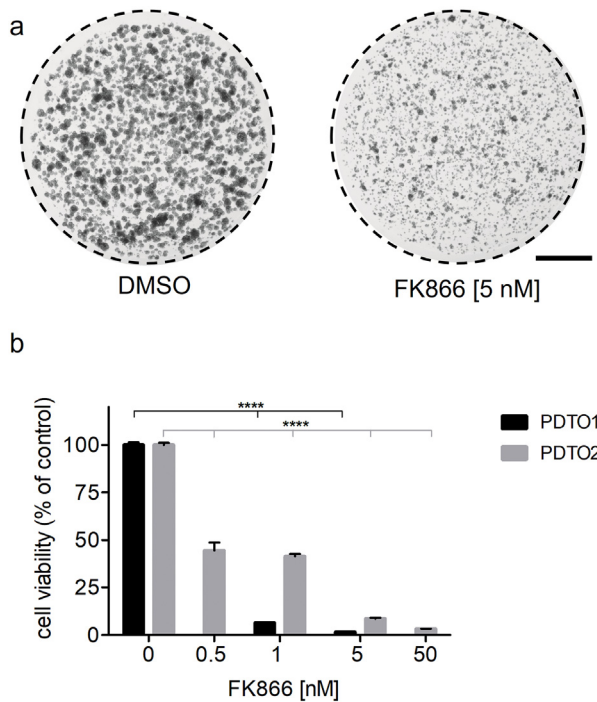 a
DMSO
FK866 [5 nM]
b
****
****
PDTO1
PDTO2
cell viability (% of control)
100
75
50
25
0
0 0.5 1 5 50
FK866 [nM]